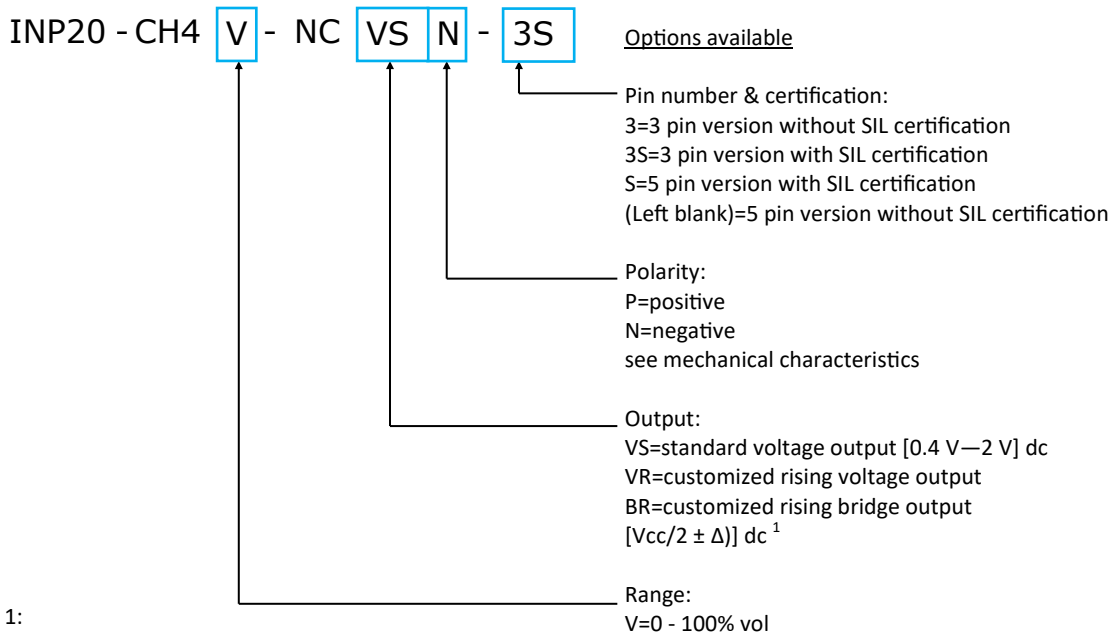 INP20 - CH4 V - NC VS N - 3S
Options available
Pin number & certification:
3=3 pin version without SIL certification
3S=3 pin version with SIL certification
S=5 pin version with SIL certification
(Left blank)=5 pin version without SIL certification
Polarity:
P=positive
N=negative
see mechanical characteristics
Output:
VS=standard voltage output [0.4 V—2 V] dc
VR=customized rising voltage output
BR=customized rising bridge output
[Vcc/2 ± Δ)] dc ¹
Range:
V=0 - 100% vol
1: